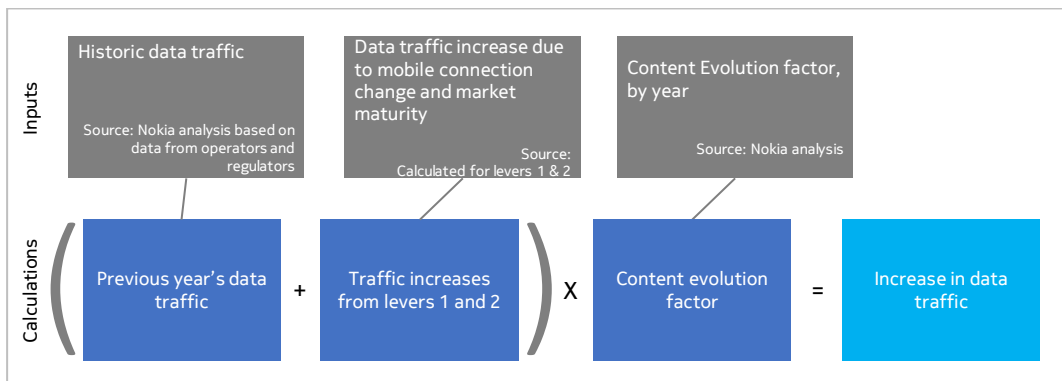 Inputs
Historic data traffic
Source: Nokia analysis based on
data from operators and
regulators
Data traffic increase due
to mobile connection
change and market
maturity
Source:
Calculated for levers 1 & 2
Content Evolution factor,
by year
Source: Nokia analysis
Calculations
(
Previous year’s data
traffic
+
Traffic increases
from levers 1 and 2
)
X
Content evolution
factor
=
Increase in data
traffic